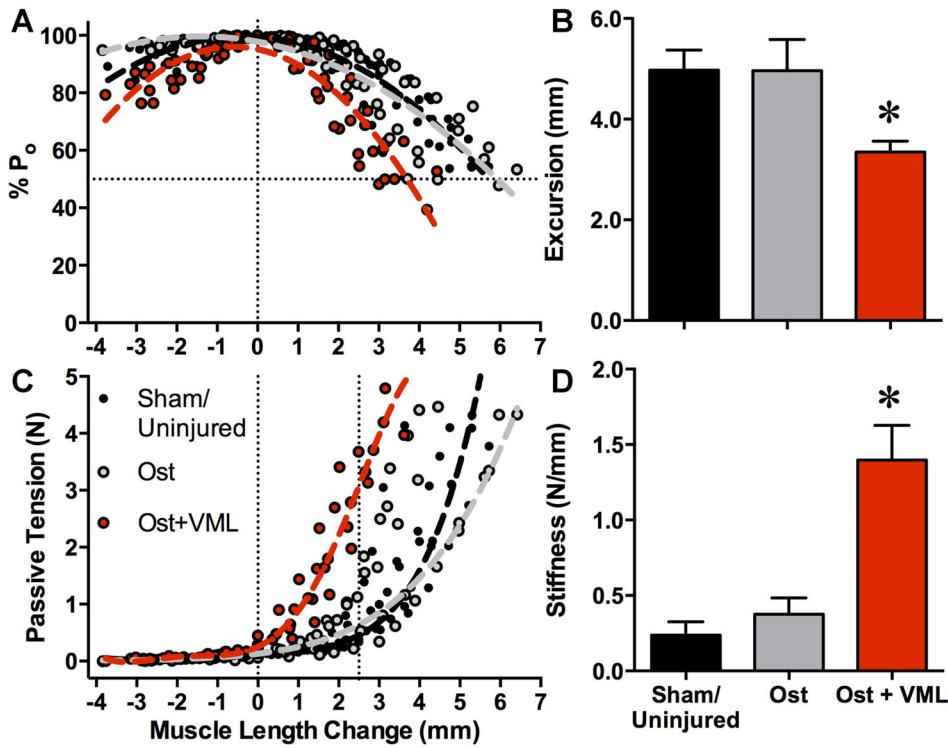 A
100
80
60
40
20
0
% Po
-4 -3 -2 -1 0 1 2 3 4 5 6 7
B
6.0
4.0
2.0
0.0
Excursion (mm)
*
C
5
4
3
2
1
0
Passive Tension (N)
Sham/
Uninjured
Ost
Ost+VML
-4 -3 -2 -1 0 1 2 3 4 5 6 7
Muscle Length Change (mm)
D
2.0
1.5
1.0
0.5
0.0
Stiffness (N/mm)
*
Sham/
Uninjured
Ost
Ost + VML